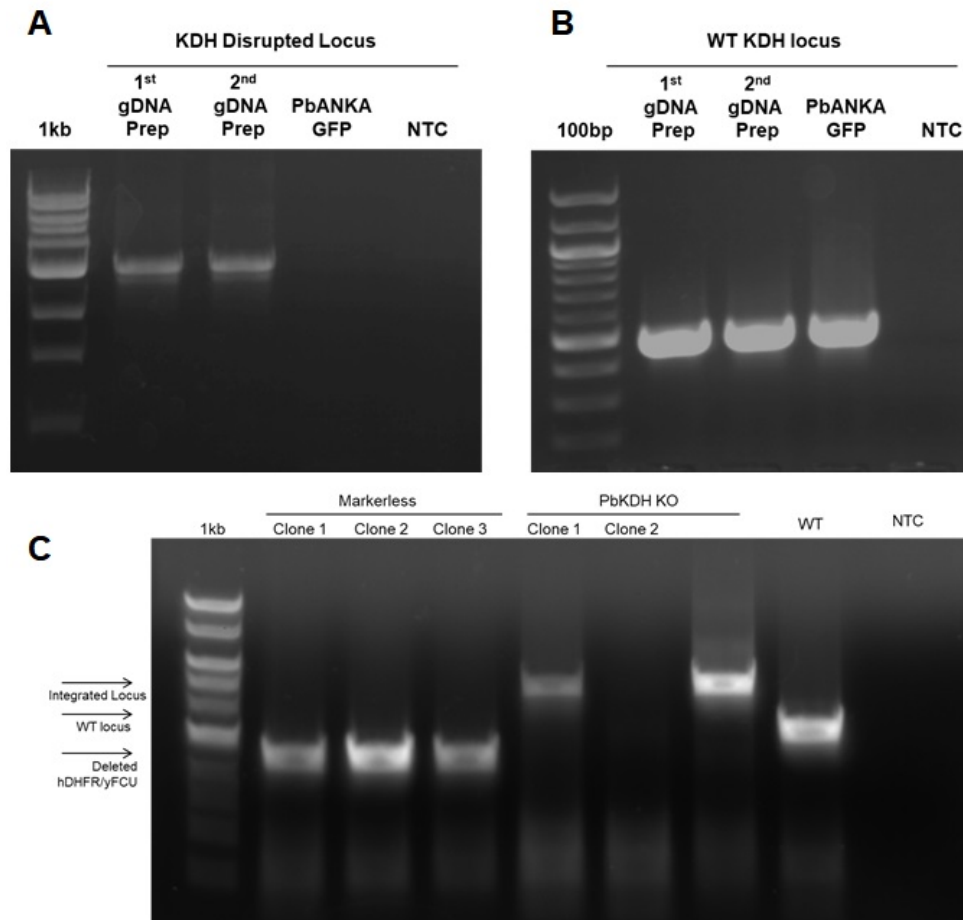 A
KDH Disrupted Locus
1kb
1st
gDNA
Prep
2nd
gDNA
Prep
PbANKA
GFP
NTC
B
WT KDH locus
100bp
1st
gDNA
Prep
2nd
gDNA
Prep
PbANKA
GFP
NTC
C
Markerless
PbKDH KO
1kb
Clone 1
Clone 2
Clone 3
Clone 1
Clone 2
WT
NTC
Integrated Locus
WT locus
Deleted
hDHFR/yFCU